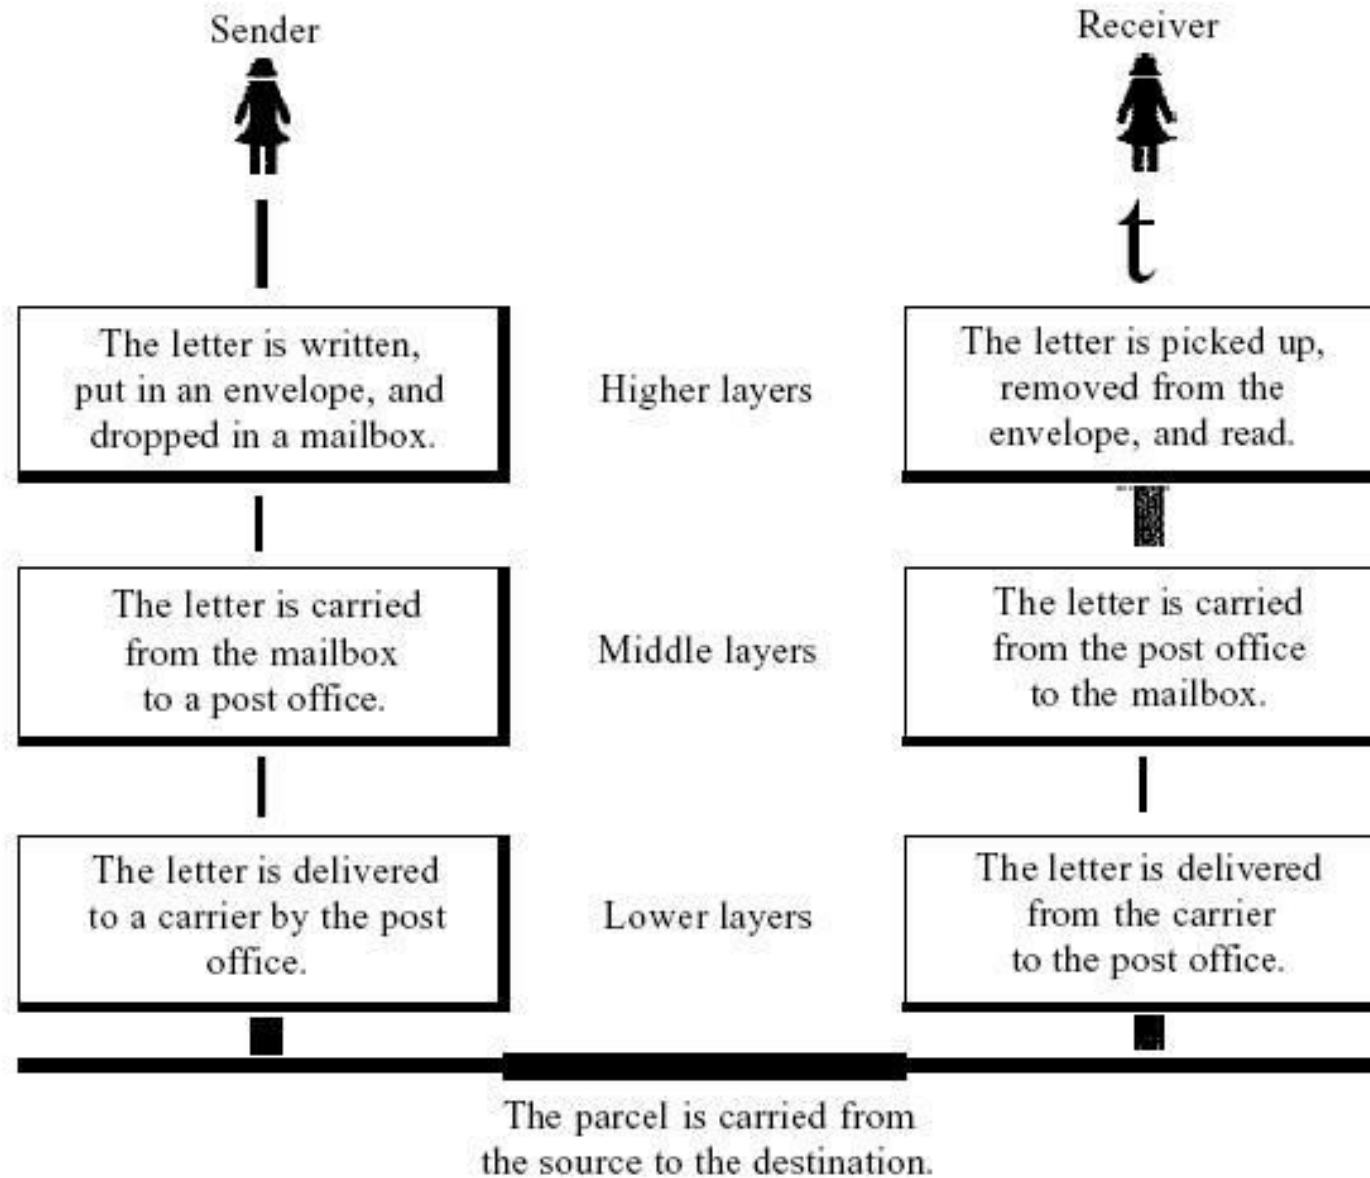 Sender
Receiver
t
The letter is written,
put in an envelope, and
dropped in a mailbox.
Higher layers
The letter is picked up,
removed from the
envelope, and read.
The letter is carried
from the mailbox
to a post office.
Middle layers
The letter is carried
from the post office
to the mailbox.
The letter is delivered
to a carrier by the post
office.
Lower layers
The letter is delivered
from the carrier
to the post office.
The parcel is carried from
the source to the destination.